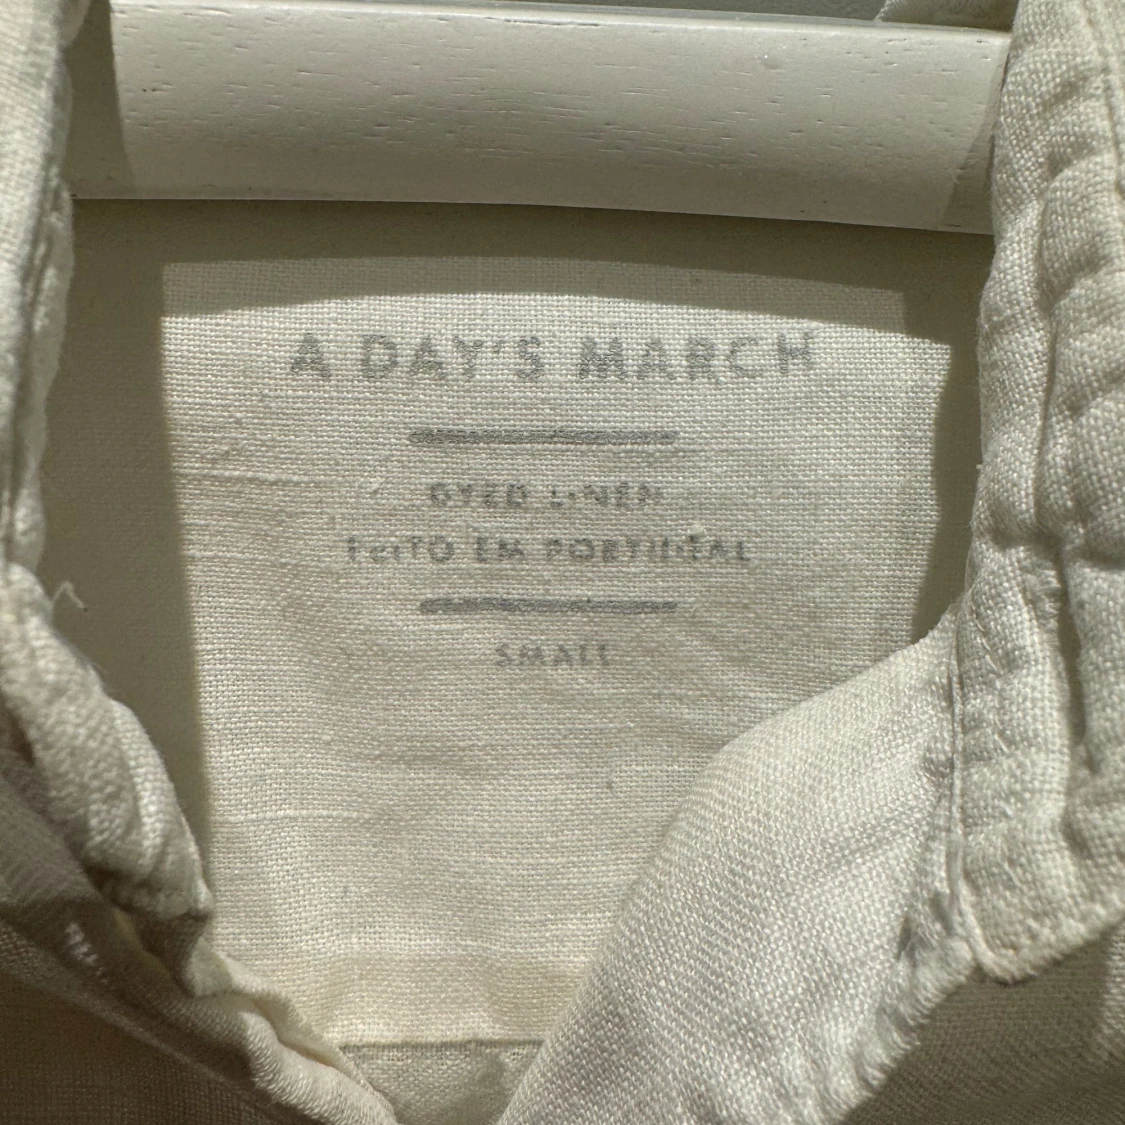 A DAY'S MARCH
DYED LINEN
FEITO EM PORTUGAL
SMALL